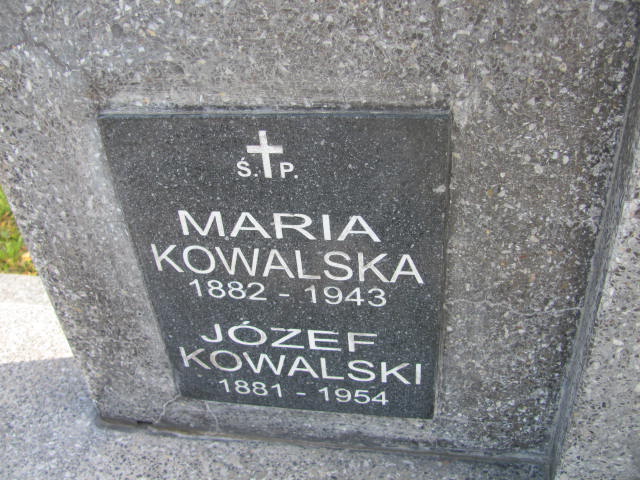 Ś. P.
MARIA
KOWALSKA
1882 - 1943
JÓZEF
KOWALSKI
1881 - 1954